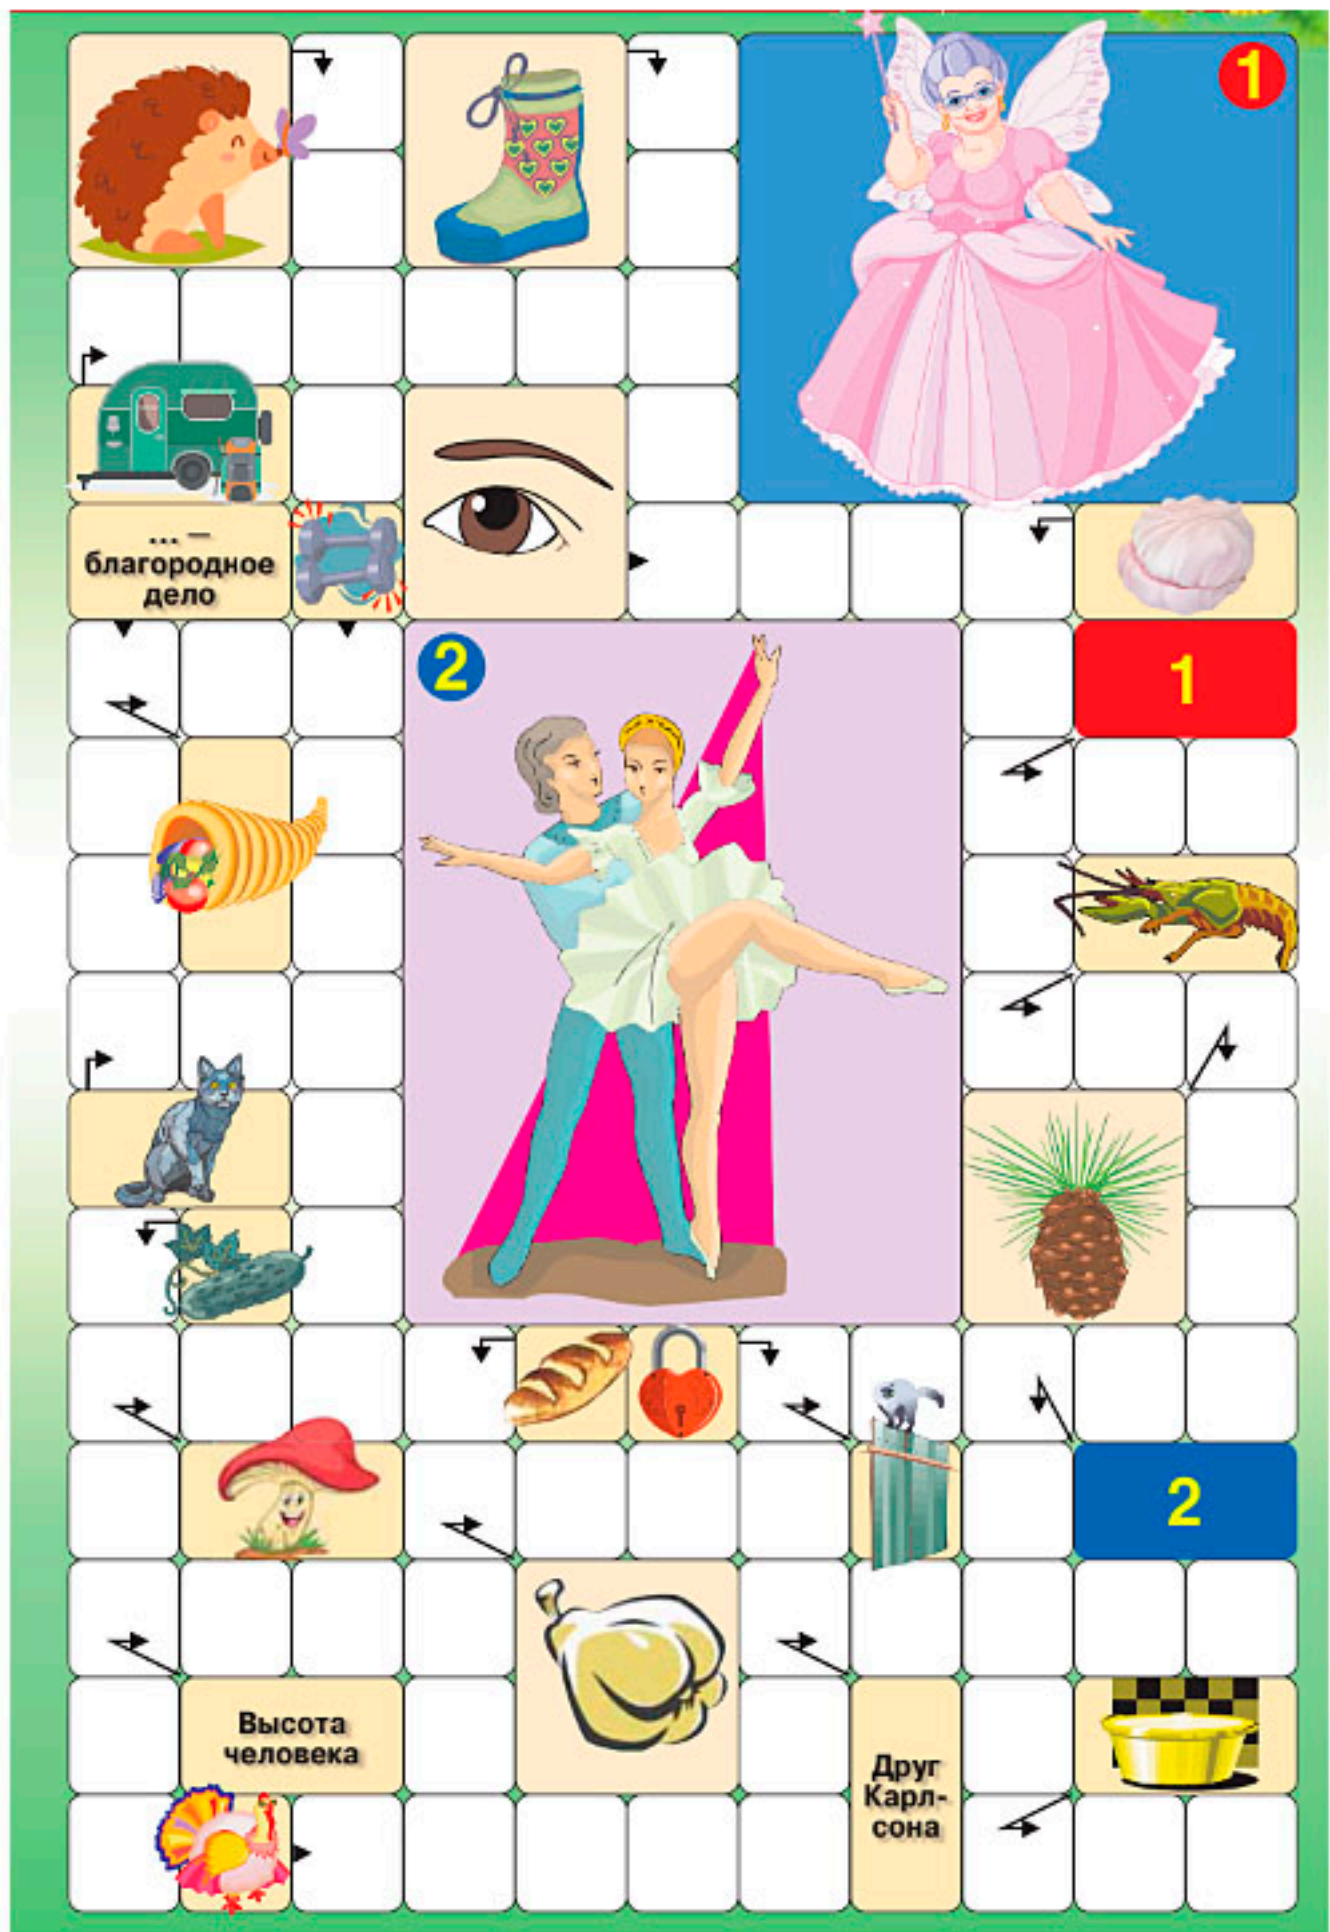 1
... –
благородное
дело
2
1
2
Высота
человека
Друг
Карл-
сона